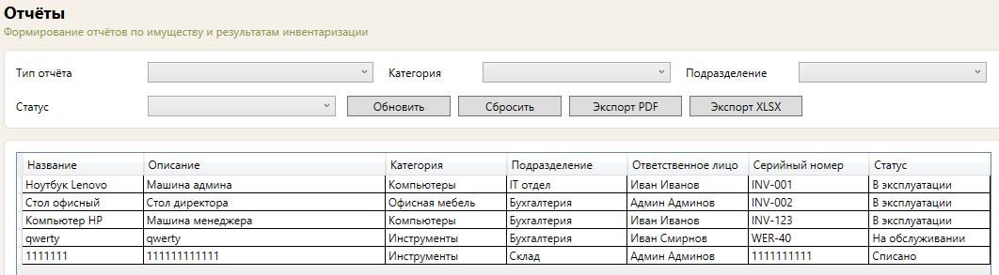 Отчёты
Формирование отчётов по имуществу и результатам инвентаризации
Тип отчёта Категория Подразделение
Статус Обновить Сбросить Экспорт PDF Экспорт XLSX
Название Описание Категория Подразделение Ответственное лицо Серийный номер Статус
Ноутбук Lenovo Машина админа Компьютеры IT отдел Иван Иванов INV-001 В эксплуатации
Стол офисный Стол директора Офисная мебель Бухгалтерия Админ Админов INV-002 В эксплуатации
Компьютер HP Машина менеджера Компьютеры Бухгалтерия Иван Иванов INV-123 В эксплуатации
qwerty qwerty Инструменты Бухгалтерия Иван Смирнов WER-40 На обслуживании
1111111 111111111111 Инструменты Склад Админ Админов 1111111111 Списано